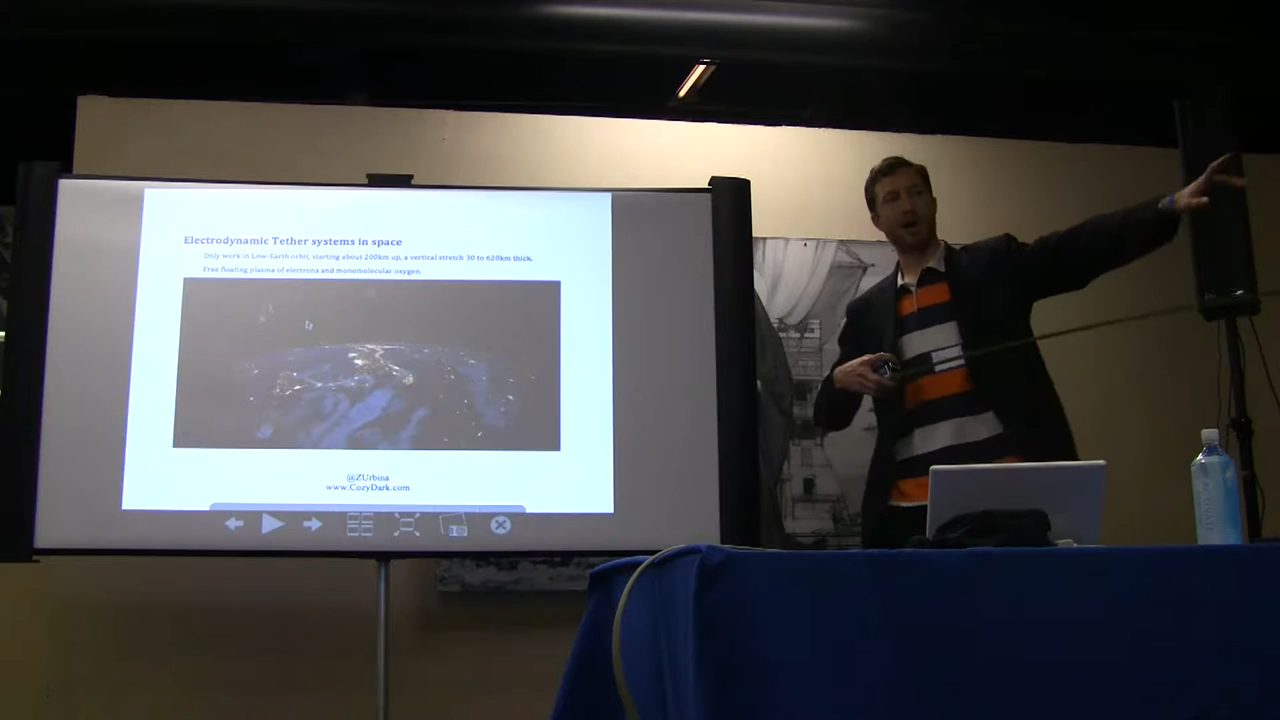 Electrodynamic Tether systems in space
Only work in Low-Earth orbit, starting about 200km up, a vertical stretch 30 to 620km thick.
Free floating plasma of electrons and monomolecular oxygen.
@ZUrbina
www.CozyDark.com